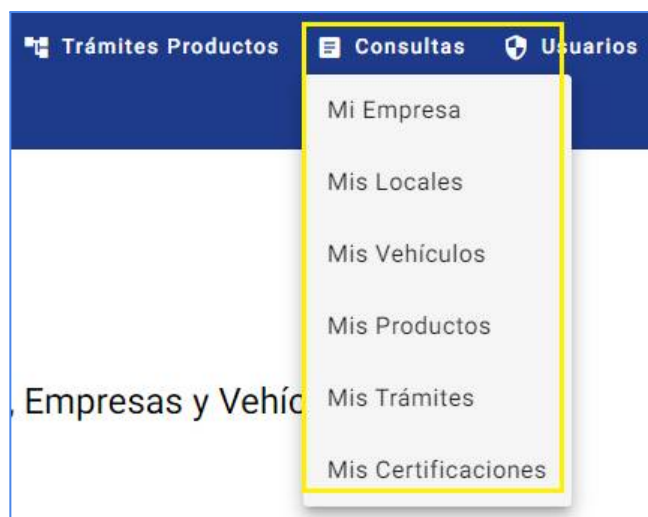 Trámites Productos Consultas Usuarios
Mi Empresa
Mis Locales
Mis Vehículos
Mis Productos
, Empresas y Vehíc
Mis Trámites
Mis Certificaciones